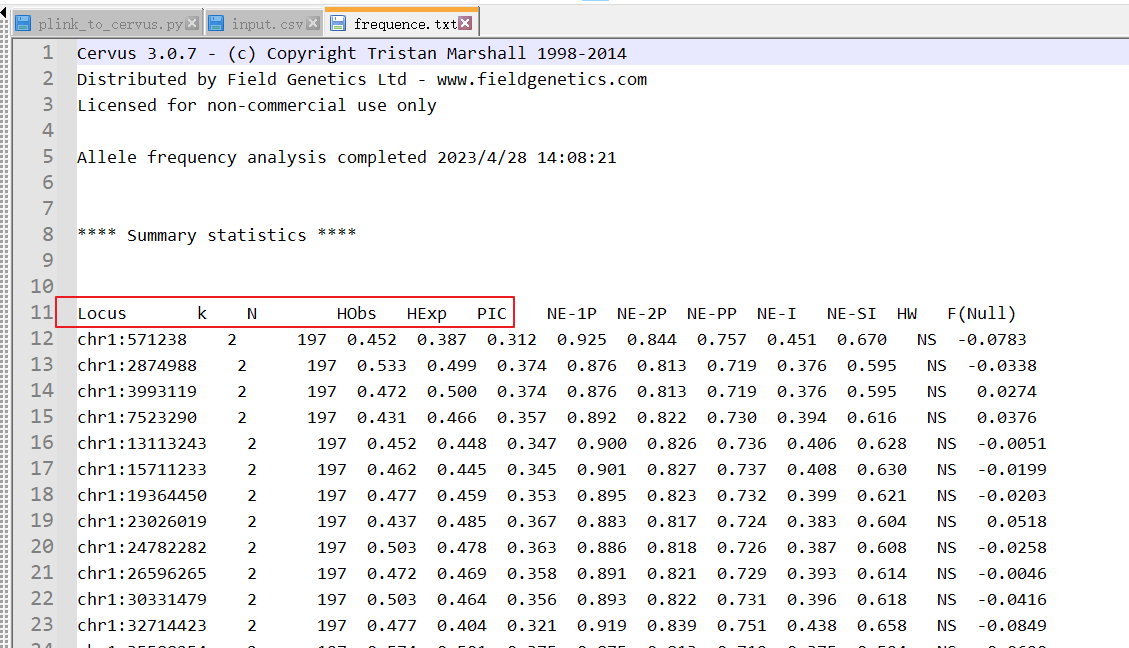 plink_to_cervus.py input.csv frequence.txt
1 Cervus 3.0.7 - (c) Copyright Tristan Marshall 1998-2014
2 Distributed by Field Genetics Ltd - www.fieldgenetics.com
3 Licensed for non-commercial use only
4
5 Allele frequency analysis completed 2023/4/28 14:08:21
6
7
8 **** Summary statistics ****
9
10
11 Locus k N HObs HExp PIC NE-1P NE-2P NE-PP NE-I NE-SI HW F(Null)
12 chr1:571238 2 197 0.452 0.387 0.312 0.925 0.844 0.757 0.451 0.670 NS -0.0783
13 chr1:2874988 2 197 0.533 0.499 0.374 0.876 0.813 0.719 0.376 0.595 NS -0.0338
14 chr1:3993119 2 197 0.472 0.500 0.374 0.876 0.813 0.719 0.376 0.595 NS 0.0274
15 chr1:7523290 2 197 0.431 0.466 0.357 0.892 0.822 0.730 0.394 0.616 NS 0.0376
16 chr1:13113243 2 197 0.452 0.448 0.347 0.900 0.826 0.736 0.406 0.628 NS -0.0051
17 chr1:15711233 2 197 0.462 0.445 0.345 0.901 0.827 0.737 0.408 0.630 NS -0.0199
18 chr1:19364450 2 197 0.477 0.459 0.353 0.895 0.823 0.732 0.399 0.621 NS -0.0203
19 chr1:23026019 2 197 0.437 0.485 0.367 0.883 0.817 0.724 0.383 0.604 NS 0.0518
20 chr1:24782282 2 197 0.503 0.478 0.363 0.886 0.818 0.726 0.387 0.608 NS -0.0258
21 chr1:26596265 2 197 0.472 0.469 0.358 0.891 0.821 0.729 0.393 0.614 NS -0.0046
22 chr1:30331479 2 197 0.503 0.464 0.356 0.893 0.822 0.731 0.396 0.618 NS -0.0416
23 chr1:32714423 2 197 0.477 0.404 0.321 0.919 0.839 0.751 0.438 0.658 NS -0.0849